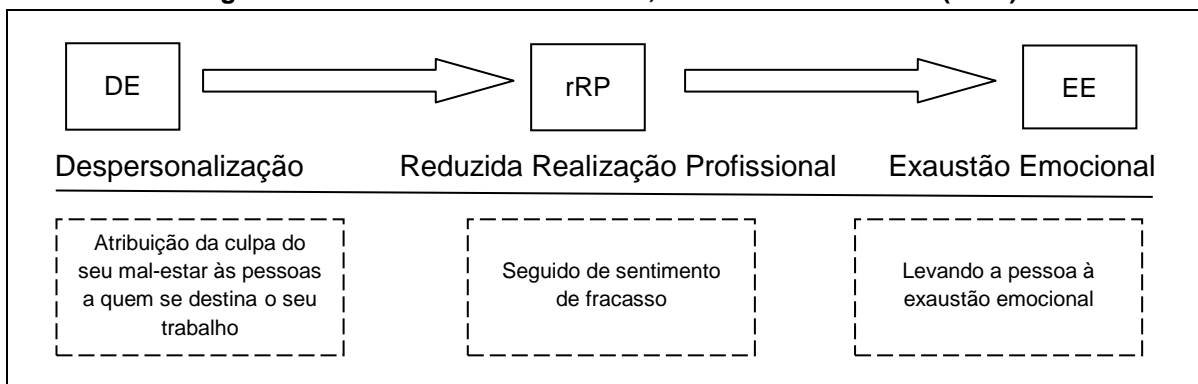 DE
rRP
EE
Despersonalização
Reduzida Realização Profissional
Exaustão Emocional
Atribuição da culpa do
seu mal-estar às pessoas
a quem se destina o seu
trabalho
Seguido de sentimento
de fracasso
Levando a pessoa à
exaustão emocional